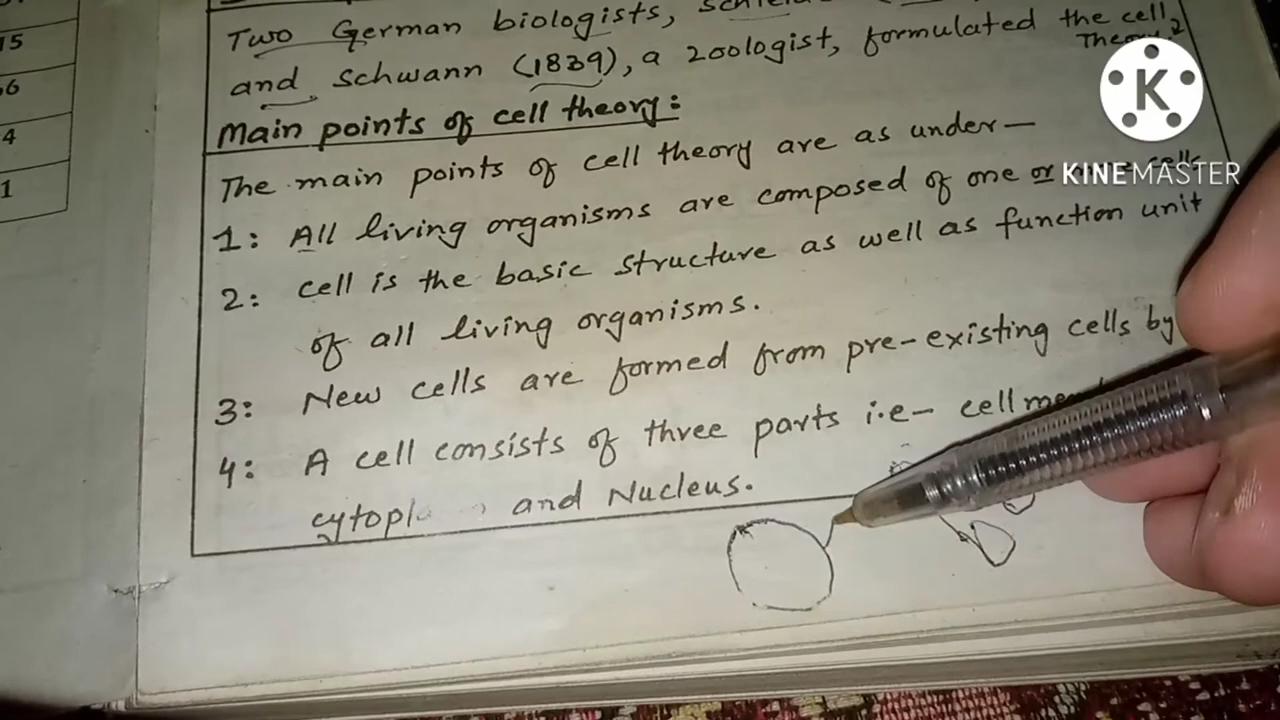 15
6
4
1
Two German biologists,
and Schwann (1839), a zoologist, formulated the cell
Theory.
Main points of cell theory:
The main points of cell theory are as under—
1: All living organisms are composed of one or cells
2: cell is the basic structure as well as function unit
of all living organisms.
3: New cells are formed from pre-existing cells by
4: A cell consists of three parts i.e- cell
and Nucleus.
K
KINEMASTER